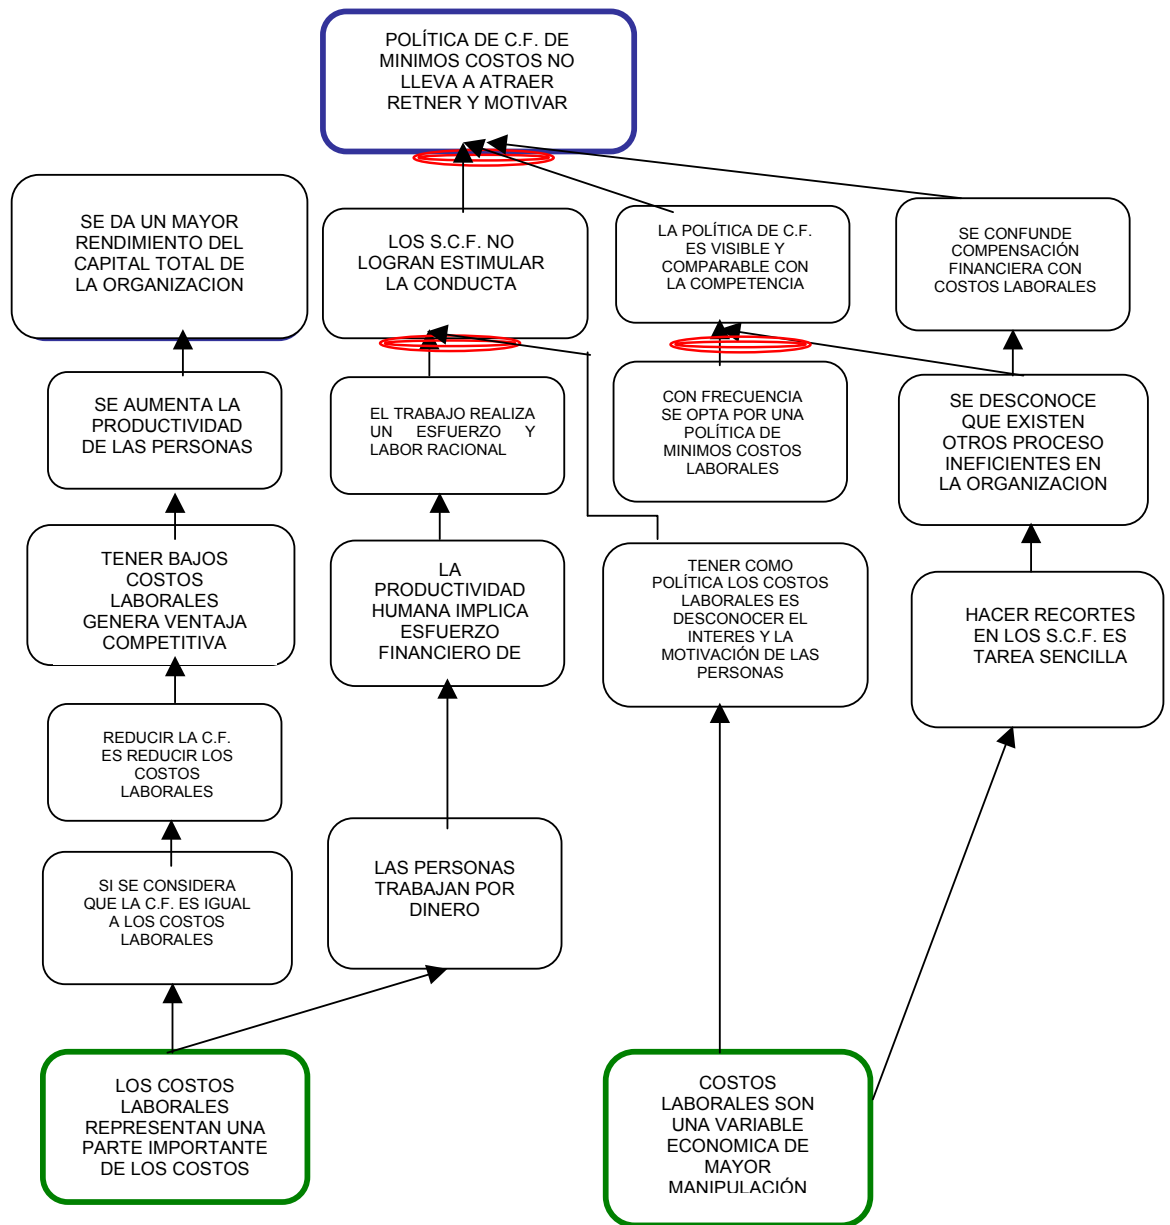 POLÍTICA DE C.F. DE
MINIMOS COSTOS NO
LLEVA A ATRAER
RETNER Y MOTIVAR
SE DA UN MAYOR
RENDIMIENTO DEL
CAPITAL TOTAL DE
LA ORGANIZACION
LOS S.C.F. NO
LOGRAN ESTIMULAR
LA CONDUCTA
LA POLÍTICA DE C.F.
ES VISIBLE Y
COMPARABLE CON
LA COMPETENCIA
SE CONFUNDE
COMPENSACIÓN
FINANCIERA CON
COSTOS LABORALES
SE AUMENTA LA
PRODUCTIVIDAD
DE LAS PERSONAS
EL TRABAJO REALIZA
UN ESFUERZO Y
LABOR RACIONAL
CON FRECUENCIA
SE OPTA POR UNA
POLÍTICA DE
MINIMOS COSTOS
LABORALES
SE DESCONOCE
QUE EXISTEN
OTROS PROCESO
INEFICIENTES EN
LA ORGANIZACION
TENER BAJOS
COSTOS
LABORALES
GENERA VENTAJA
COMPETITIVA
LA
PRODUCTIVIDAD
HUMANA IMPLICA
ESFUERZO
FINANCIERO DE
TENER COMO
POLÍTICA LOS COSTOS
LABORALES ES
DESCONOCER EL
INTERES Y LA
MOTIVACIÓN DE LAS
PERSONAS
HACER RECORTES
EN LOS S.C.F. ES
TAREA SENCILLA
REDUCIR LA C.F.
ES REDUCIR LOS
COSTOS
LABORALES
SI SE CONSIDERA
QUE LA C.F. ES IGUAL
A LOS COSTOS
LABORALES
LAS PERSONAS
TRABAJAN POR
DINERO
LOS COSTOS
LABORALES
REPRESENTAN UNA
PARTE IMPORTANTE
DE LOS COSTOS
COSTOS
LABORALES SON
UNA VARIABLE
ECONOMICA DE
MAYOR
MANIPULACIÓN